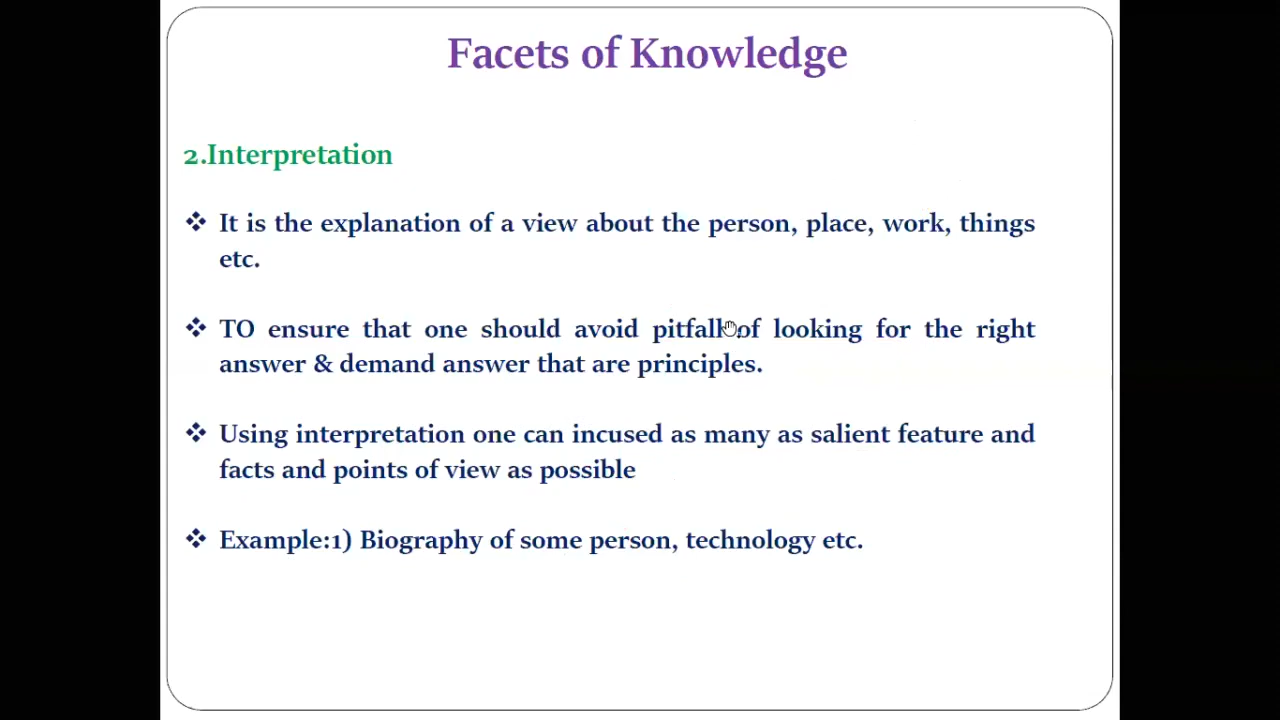 Facets of Knowledge
2.Interpretation
❖ It is the explanation of a view about the person, place, work, things
etc.
❖ TO ensure that one should avoid pitfall of looking for the right
answer & demand answer that are principles.
❖ Using interpretation one can incused as many as salient feature and
facts and points of view as possible
❖ Example:1) Biography of some person, technology etc.